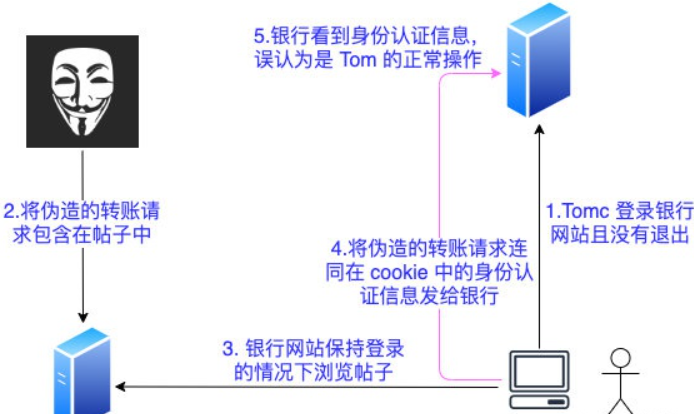 5.银行看到身份认证信息，
误认为是 Tom 的正常操作
2.将伪造的转账请
求包含在帖子中
1.Tomc 登录银行
网站且没有退出
4.将伪造的转账请求连
同在 cookie 中的身份认
证信息发给银行
3. 银行网站保持登录
的情况下浏览帖子